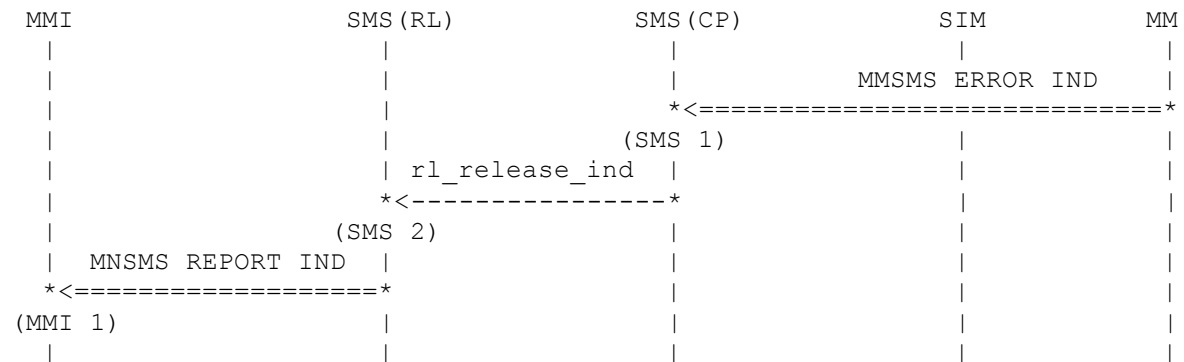 MMI SMS(RL) SMS(CP) SIM MM
| | | | |
| | | MMSMS ERROR IND |
| | *<=============================*
| | (SMS 1) | |
| | rl_release_ind | | |
| *<----------------* | |
| (SMS 2) | | |
| MNSMS REPORT IND | | | |
*<===================* | | |
(MMI 1) | | | |
| | | | |